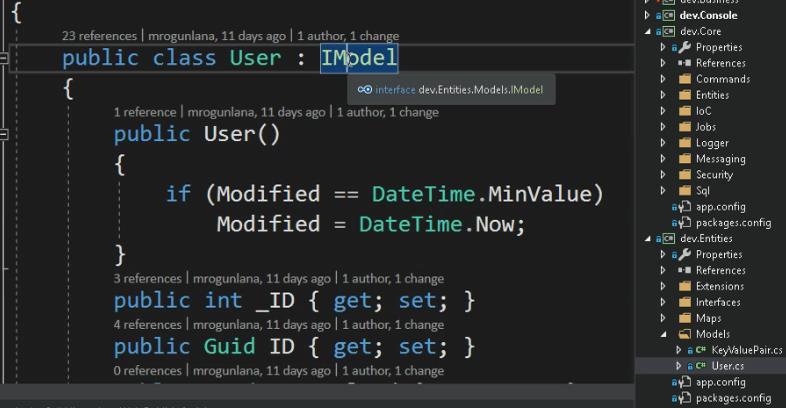 {
23 references | mrogunlana, 11 days ago | 1 author, 1 change
public class User : IModel
{
interface dev.Entities.Models.IModel
1 reference | mrogunlana, 11 days ago | 1 author, 1 change
public User()
{
if (Modified == DateTime.MinValue)
Modified = DateTime.Now;
}
3 references | mrogunlana, 11 days ago | 1 author, 1 change
public int _ID { get; set; }
4 references | mrogunlana, 11 days ago | 1 author, 1 change
public Guid ID { get; set; }
0 references | mrogunlana, 11 days ago | 1 author, 1 change
dev.Console
dev.Core
Properties
References
Commands
Entities
IoC
Jobs
Logger
Messaging
Security
Sql
app.config
packages.config
dev.Entities
Properties
References
Extensions
Interfaces
Maps
Models
C# KeyValuePair.cs
C# User.cs
app.config
packages.config